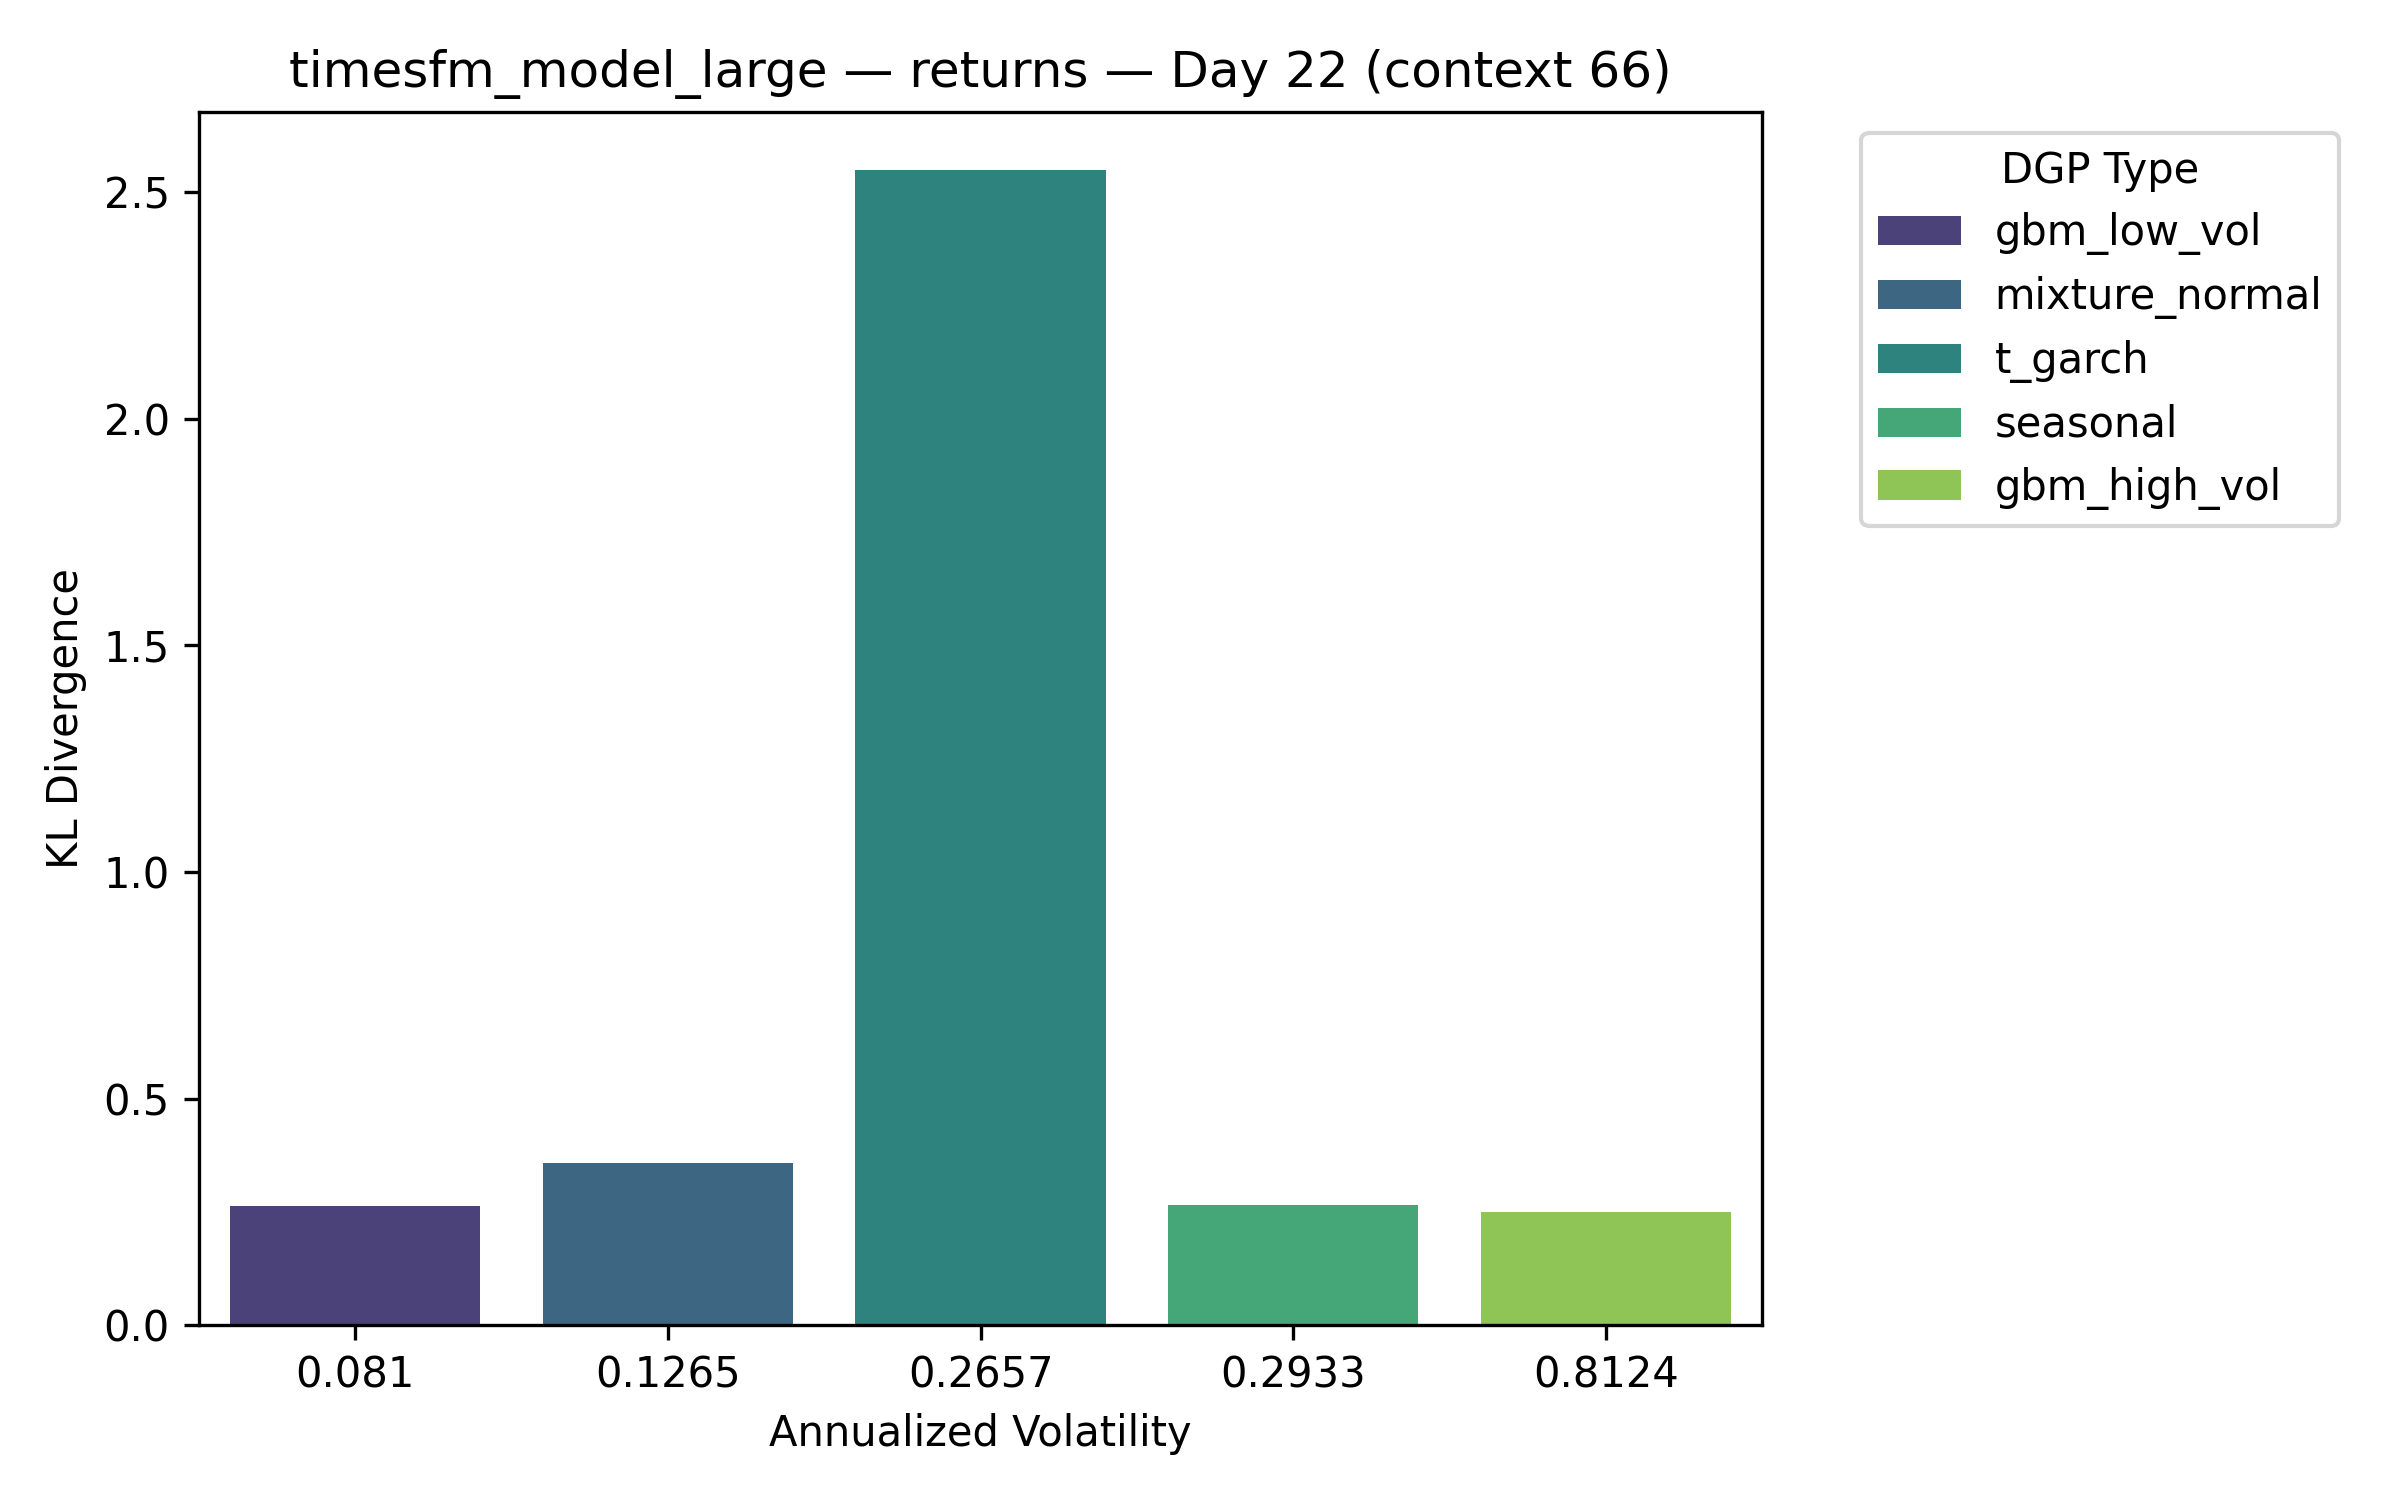 timesfm_model_large — returns — Day 22 (context 66)
DGP Type
gbm_low_vol
mixture_normal
t_garch
seasonal
gbm_high_vol
KL Divergence
2.5
2.0
1.5
1.0
0.5
0.0
0.081 0.1265 0.2657 0.2933 0.8124
Annualized Volatility